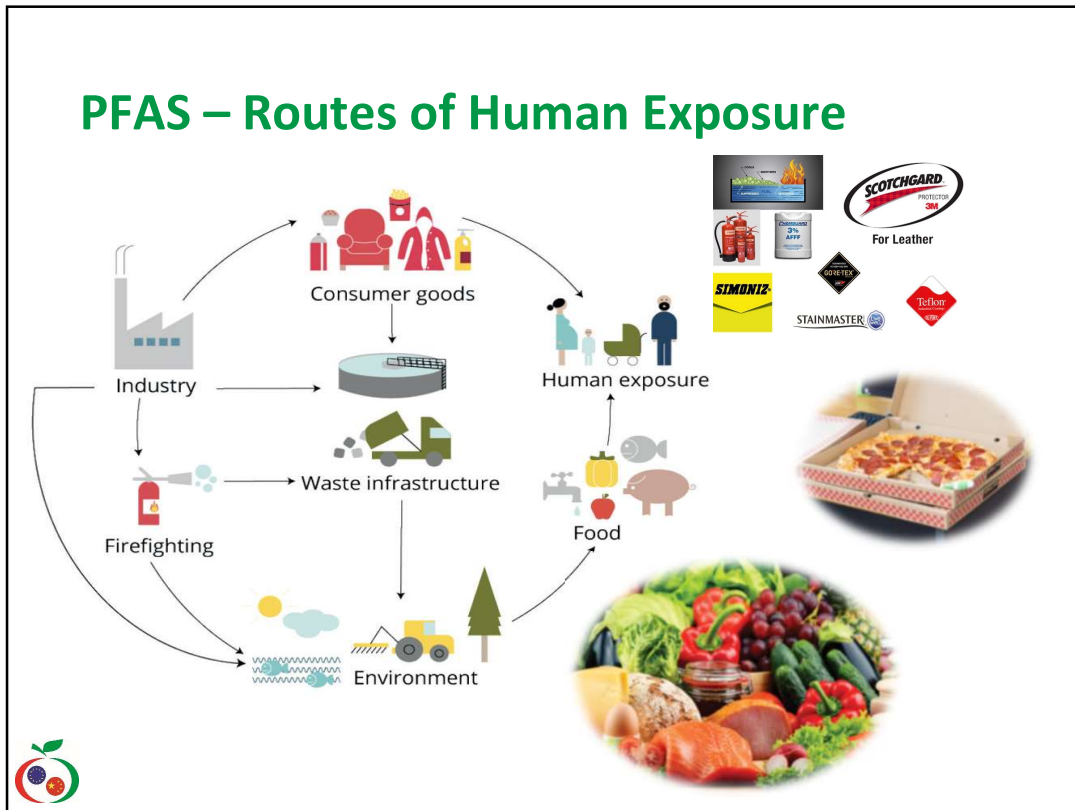 PFAS – Routes of Human Exposure
SCOTCHGARD
PROTECTOR
3M
For Leather
3%
AFFF
GORE-TEX
SIMONIZ
STAINMASTER
Teflon
Consumer goods
Industry
Human exposure
Waste infrastructure
Firefighting
Food
Environment